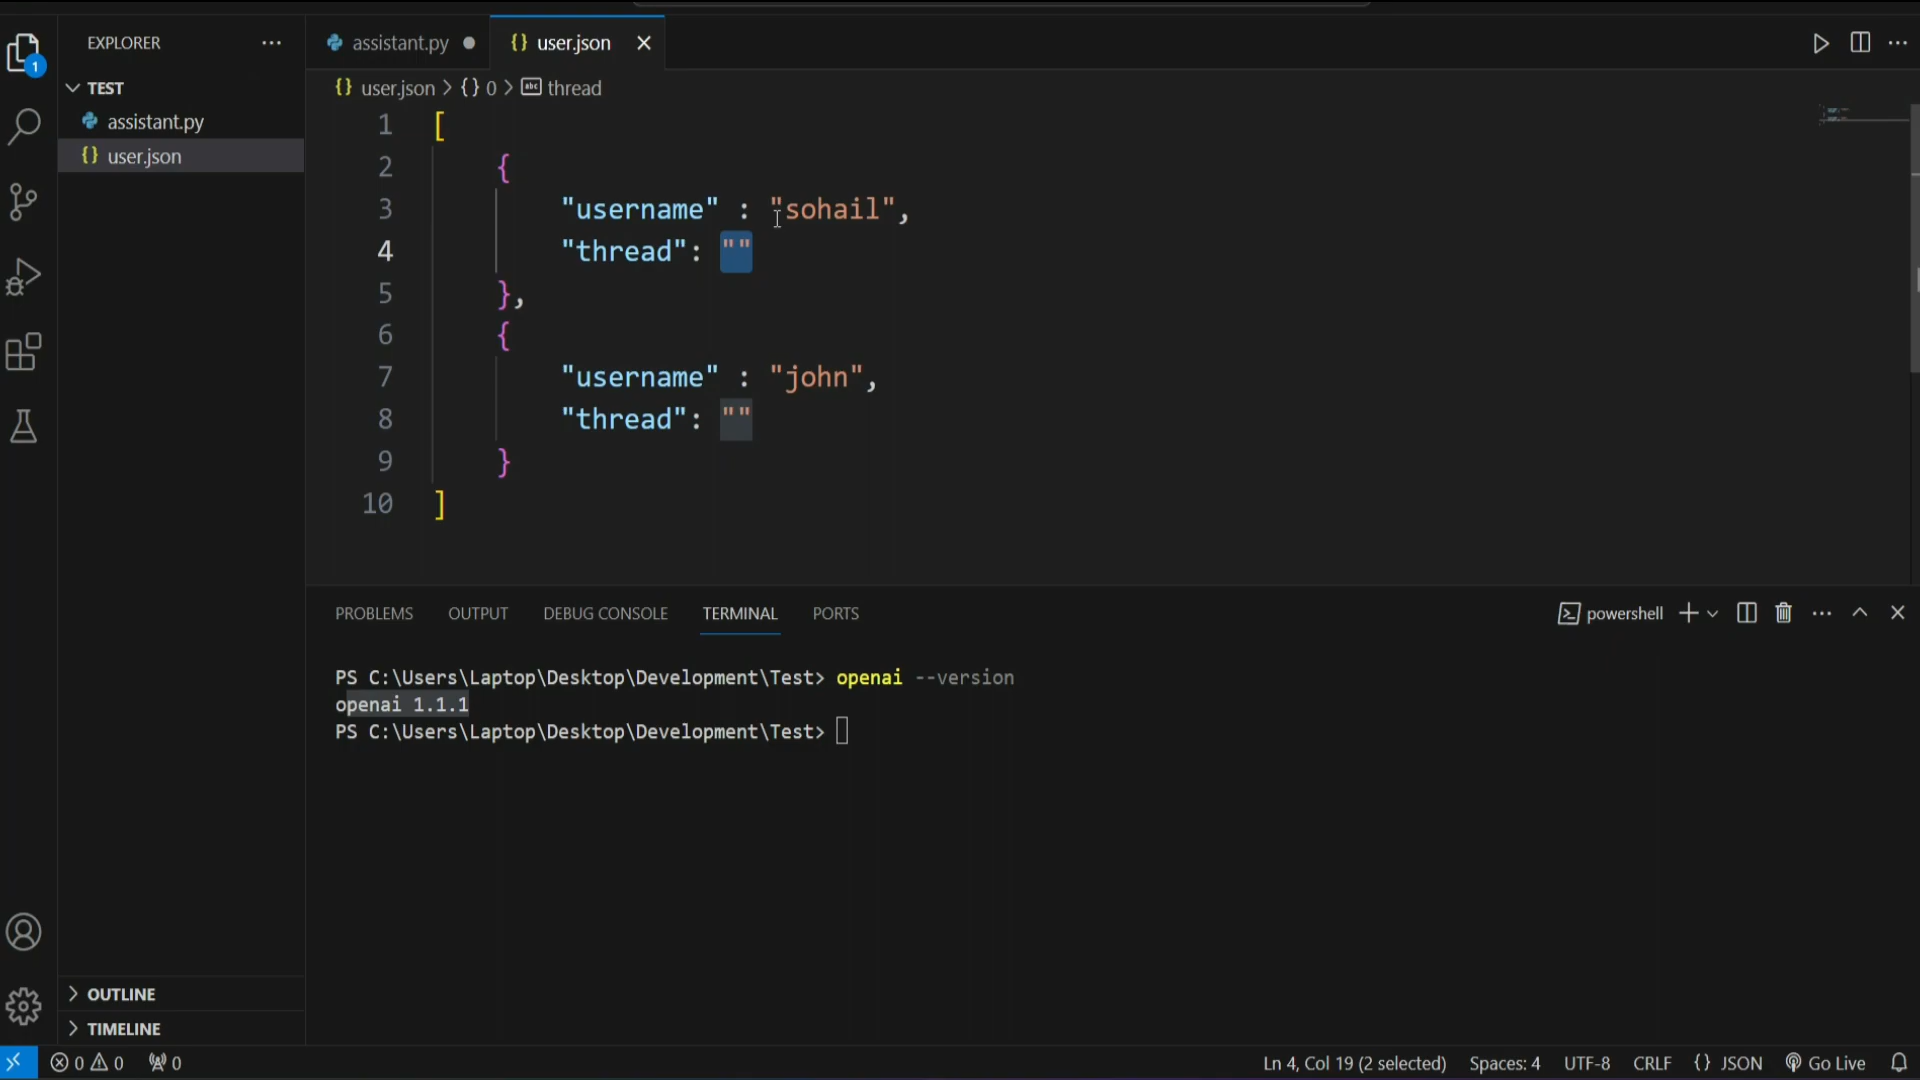 EXPLORER
TEST
assistant.py
user.json
OUTLINE
TIMELINE
1
assistant.py
user.json
user.json > {} 0 > abc thread
1 [
2 {
3 "username" : "sohail",
4 "thread": ""
5 },
6 {
7 "username" : "john",
8 "thread": ""
9 }
10 ]
PROBLEMS OUTPUT DEBUG CONSOLE TERMINAL PORTS
powershell
PS C:\Users\Laptop\Desktop\Development\Test> openai --version
openai 1.1.1
PS C:\Users\Laptop\Desktop\Development\Test>
0 0 0
Ln 4, Col 19 (2 selected) Spaces: 4 UTF-8 CRLF {} JSON Go Live